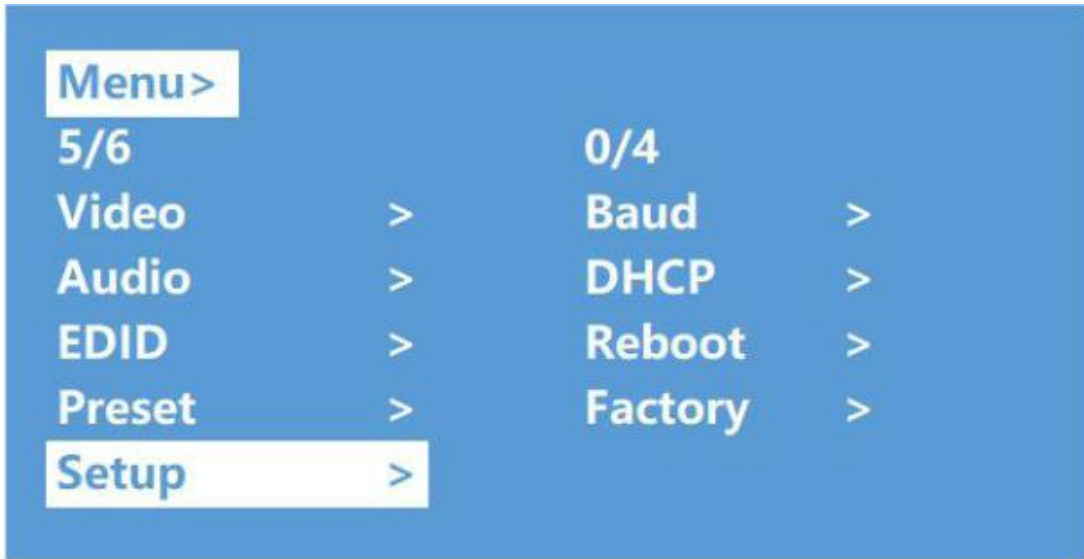 Menu>
5/6 0/4
Video > Baud >
Audio > DHCP >
EDID > Reboot >
Preset > Factory >
Setup >